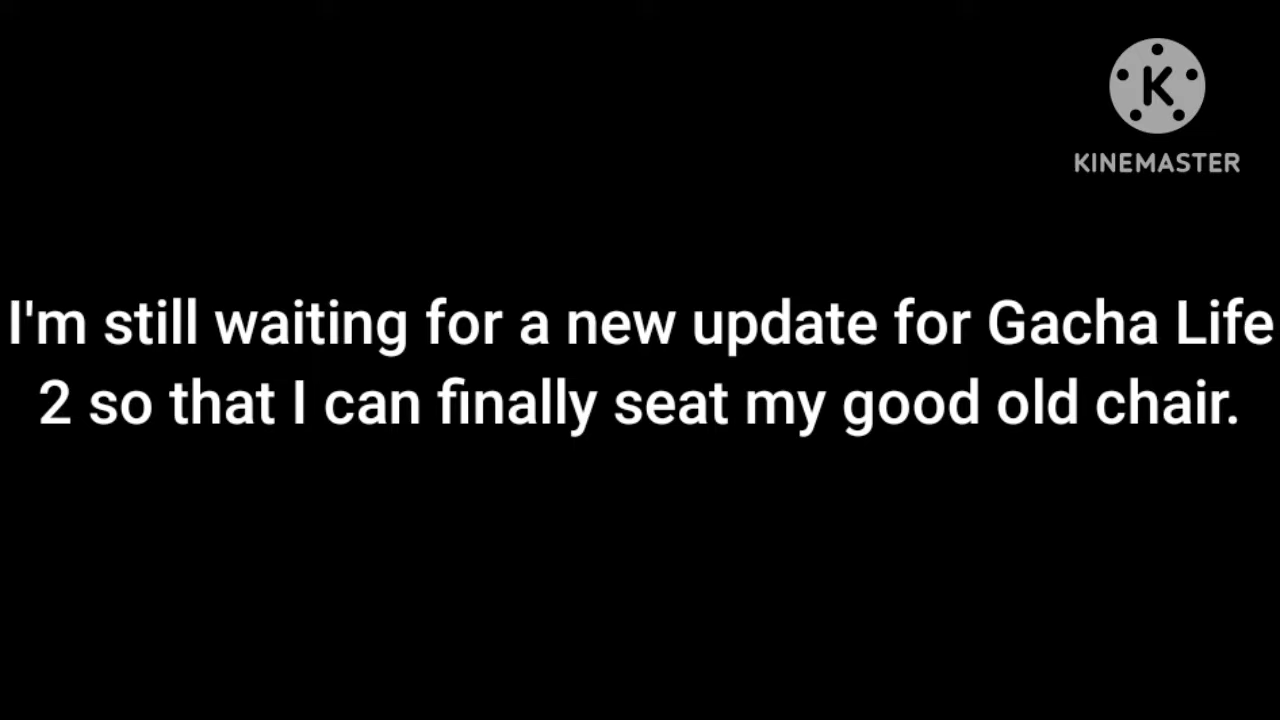 K
KINEMASTER
I'm still waiting for a new update for Gacha Life
2 so that I can finally seat my good old chair.